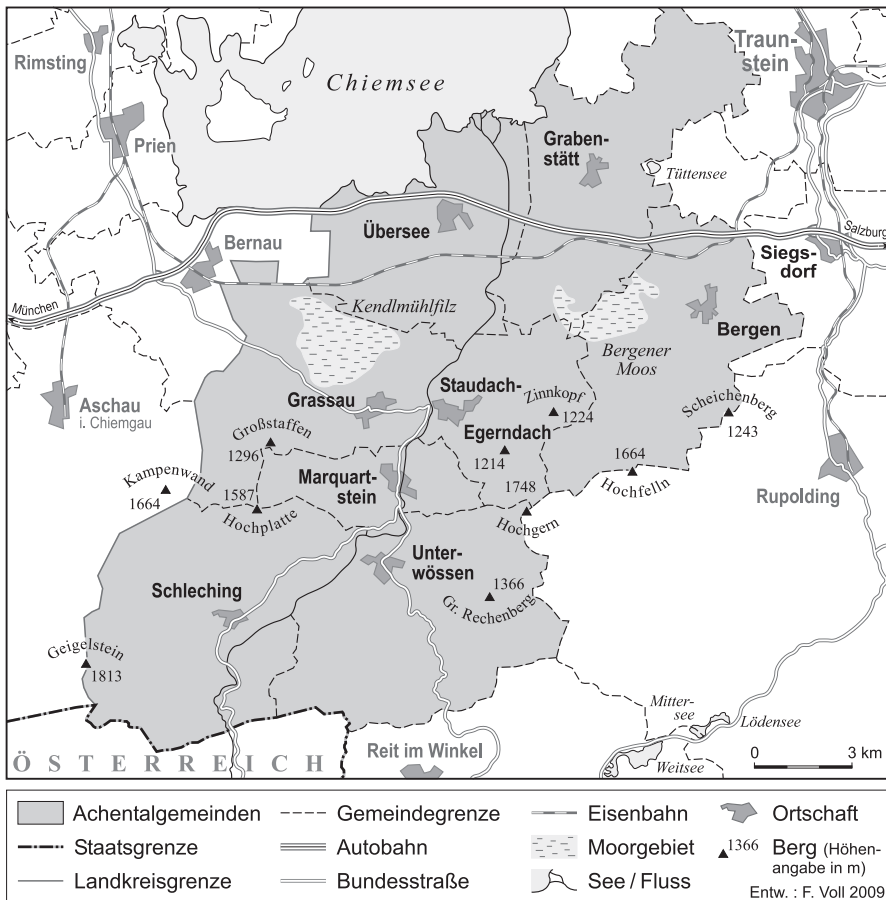 Rimsting
Prien
Chiemsee
Traun-
stein
Graben-
stätt
Tüttensee
Übersee
Bernau
Salzburg
Siegs-
dorf
München
Kendlmühlfilz
Bergen
Bergener
Moos
Aschau
i. Chiemgau
Grassau
Staudach-
Egerndach
Zinnkopf
1224
Scheichenberg
1243
Großstaffen
1296
1214
1664
Hochfelln
Kampenwand
1664
1587
Hochplatte
Marquart-
stein
1748
Hochgern
Rupolding
Unter-
wössen
1366
Gr. Rechenberg
Schleching
Geigelstein
1813
Mitter-
see
Lödensee
Weitsee
Reit im Winkel
ÖSTERREICH
0 3 km
Achentalgemeinden
Gemeindegrenze
Eisenbahn
Ortschaft
Staatsgrenze
Autobahn
Moorgebiet
1366 Berg (Höhen-
angabe in m)
Landkreisgrenze
Bundesstraße
See / Fluss
Entw. : F. Voll 2009